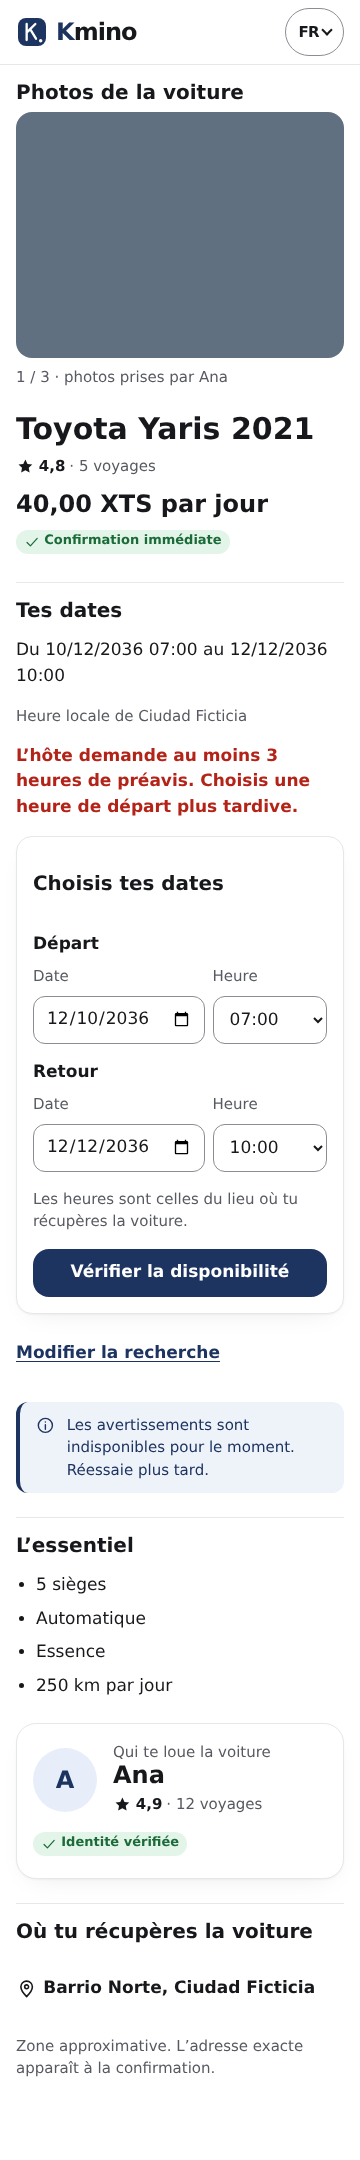 K Kmino
FR
Photos de la voiture
1 / 3 · photos prises par Ana
Toyota Yaris 2021
★ 4,8 · 5 voyages
40,00 XTS par jour
✓ Confirmation immédiate
Tes dates
Du 10/12/2036 07:00 au 12/12/2036
10:00
Heure locale de Ciudad Ficticia
L’hôte demande au moins 3
heures de préavis. Choisis une
heure de départ plus tardive.
Choisis tes dates
Départ
Date Heure
12/10/2036 07:00
Retour
Date Heure
12/12/2036 10:00
Les heures sont celles du lieu où tu
récupères la voiture.
Vérifier la disponibilité
Modifier la recherche
Les avertissements sont
indisponibles pour le moment.
Réessaie plus tard.
L’essentiel
• 5 sièges
• Automatique
• Essence
• 250 km par jour
A
Qui te loue la voiture
Ana
★ 4,9 · 12 voyages
✓ Identité vérifiée
Où tu récupères la voiture
Barrio Norte, Ciudad Ficticia
Zone approximative. L’adresse exacte
apparaît à la confirmation.